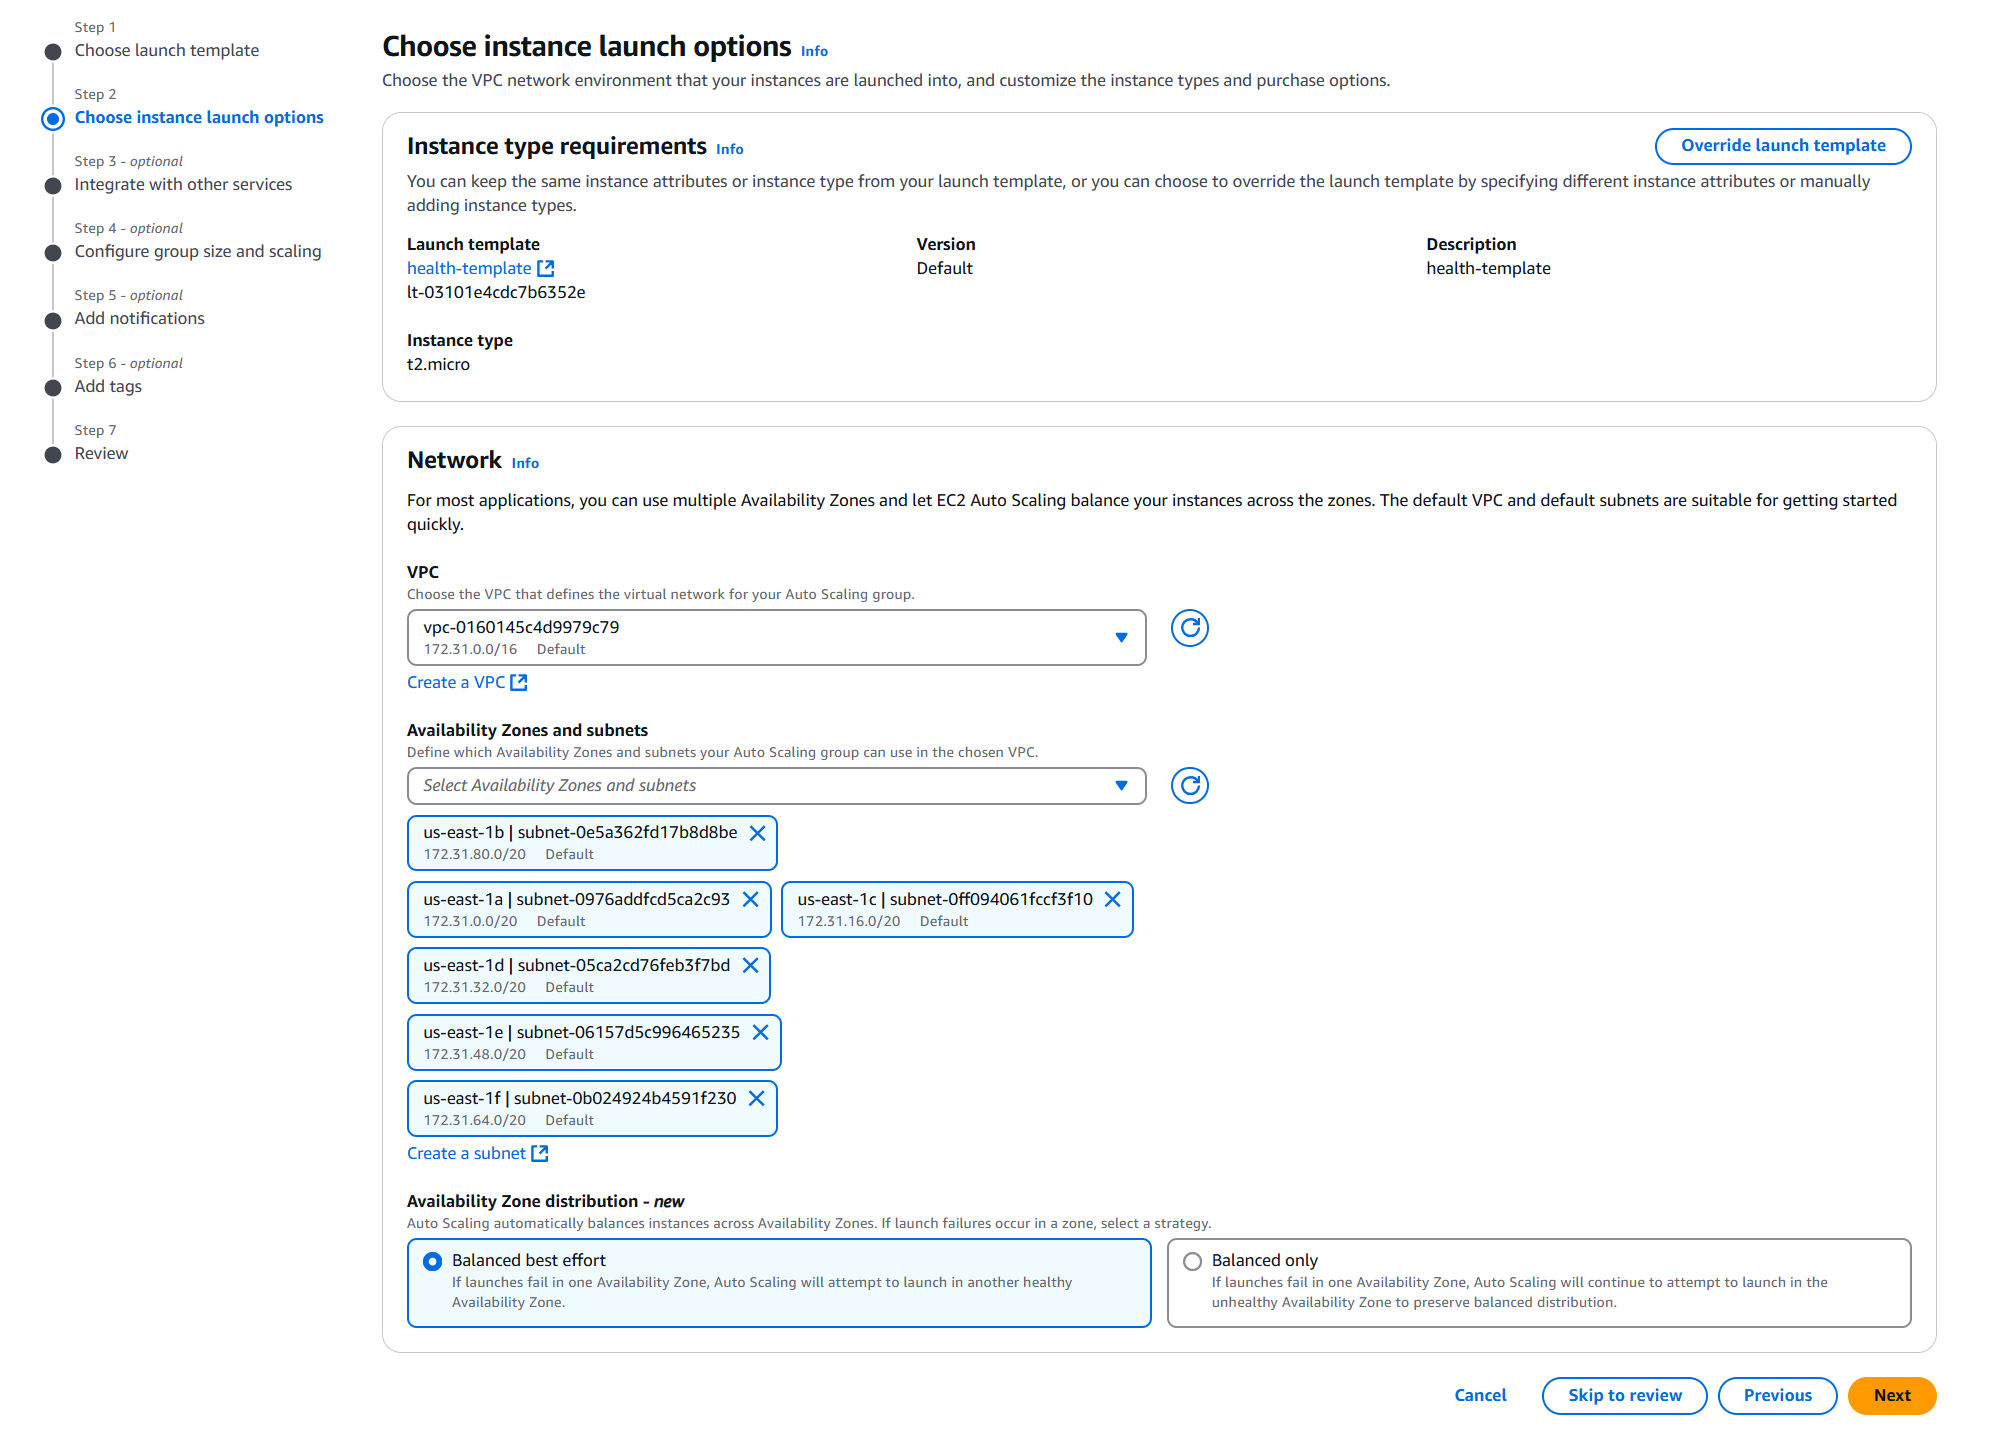 Step 1
Choose launch template
Step 2
Choose instance launch options
Step 3 - optional
Integrate with other services
Step 4 - optional
Configure group size and scaling
Step 5 - optional
Add notifications
Step 6 - optional
Add tags
Step 7
Review
Choose instance launch options Info
Choose the VPC network environment that your instances are launched into, and customize the instance types and purchase options.
Instance type requirements Info
Override launch template
You can keep the same instance attributes or instance type from your launch template, or you can choose to override the launch template by specifying different instance attributes or manually
adding instance types.
Launch template
health-template
lt-03101e4cdc7b6352e
Version
Default
Description
health-template
Instance type
t2.micro
Network Info
For most applications, you can use multiple Availability Zones and let EC2 Auto Scaling balance your instances across the zones. The default VPC and default subnets are suitable for getting started
quickly.
VPC
Choose the VPC that defines the virtual network for your Auto Scaling group.
vpc-0160145c4d9979c79
172.31.0.0/16 Default
Create a VPC
Availability Zones and subnets
Define which Availability Zones and subnets your Auto Scaling group can use in the chosen VPC.
Select Availability Zones and subnets
us-east-1b | subnet-0e5a362fd17b8d8be
172.31.80.0/20 Default
us-east-1a | subnet-0976addfcd5ca2c93
172.31.0.0/20 Default
us-east-1c | subnet-0ff094061fccf3f10
172.31.16.0/20 Default
us-east-1d | subnet-05ca2cd76feb3f7bd
172.31.32.0/20 Default
us-east-1e | subnet-06157d5c996465235
172.31.48.0/20 Default
us-east-1f | subnet-0b024924b4591f230
172.31.64.0/20 Default
Create a subnet
Availability Zone distribution - new
Auto Scaling automatically balances instances across Availability Zones. If launch failures occur in a zone, select a strategy.
Balanced best effort
If launches fail in one Availability Zone, Auto Scaling will attempt to launch in another healthy
Availability Zone.
Balanced only
If launches fail in one Availability Zone, Auto Scaling will continue to attempt to launch in the
unhealthy Availability Zone to preserve balanced distribution.
Cancel
Skip to review
Previous
Next